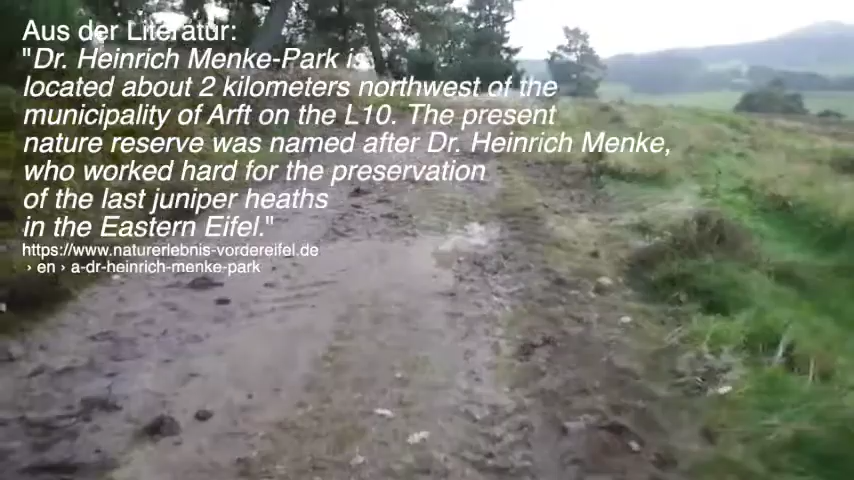 Aus der Literatur:
"Dr. Heinrich Menke-Park is
located about 2 kilometers northwest of the
municipality of Arft on the L10. The present
nature reserve was named after Dr. Heinrich Menke,
who worked hard for the preservation
of the last juniper heaths
in the Eastern Eifel."
https://www.naturerlebnis-vordereifel.de
› en › a-dr-heinrich-menke-park